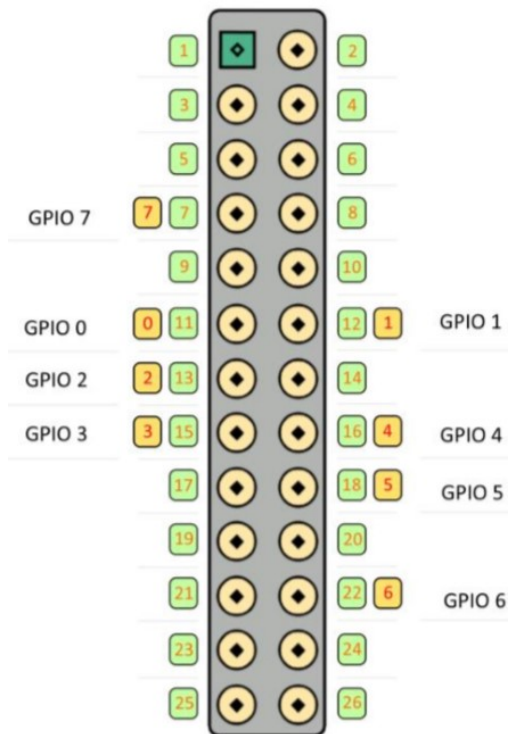 1 2
3 4
5 6
GPIO 7 7 7 8
9 10
GPIO 0 0 11 12 1 GPIO 1
GPIO 2 2 13 14
GPIO 3 3 15 16 4 GPIO 4
17 18 5 GPIO 5
19 20
21 22 6 GPIO 6
23 24
25 26